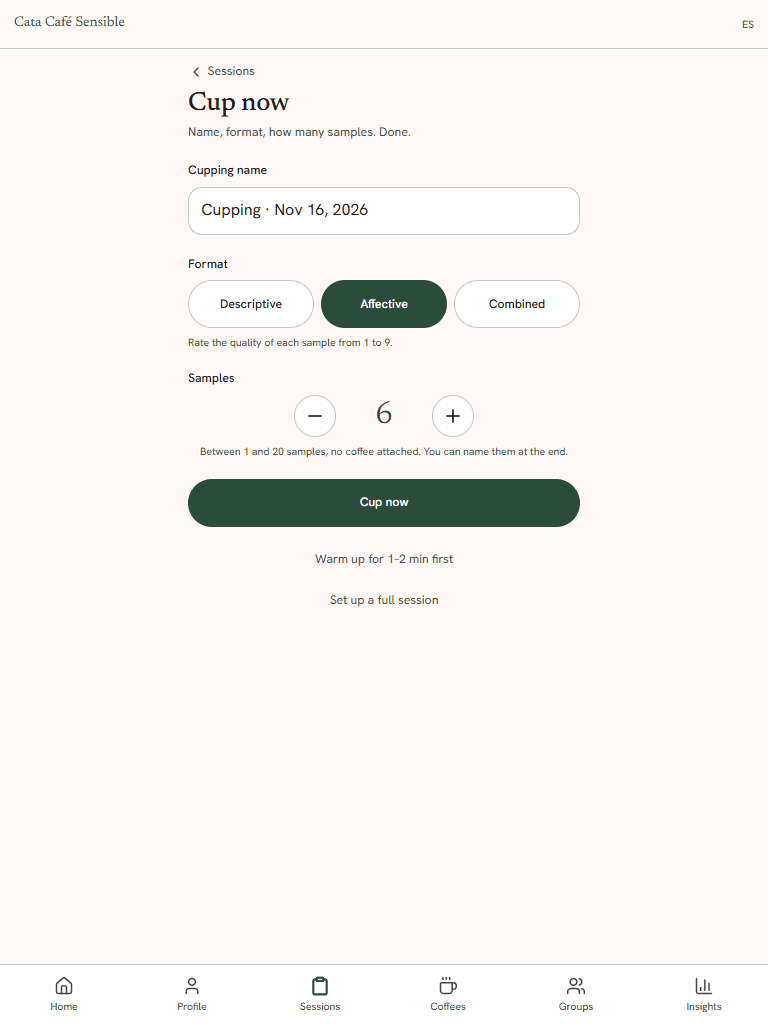 Cata Café Sensible
ES
Sessions
Cup now
Name, format, how many samples. Done.
Cupping name
Cupping · Nov 16, 2026
Format
Descriptive
Affective
Combined
Rate the quality of each sample from 1 to 9.
Samples
6
Between 1 and 20 samples, no coffee attached. You can name them at the end.
Cup now
Warm up for 1–2 min first
Set up a full session
Home
Profile
Sessions
Coffees
Groups
Insights